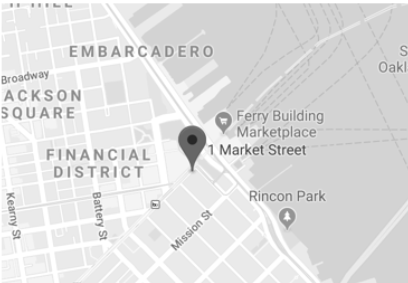 EMBARCADERO
Broadway
ACKSON
SQUARE
Ferry Building
Marketplace
1 Market Street
FINANCIAL
DISTRICT
Rincon Park
Kearny St
Battery St
Mission St
Oakl